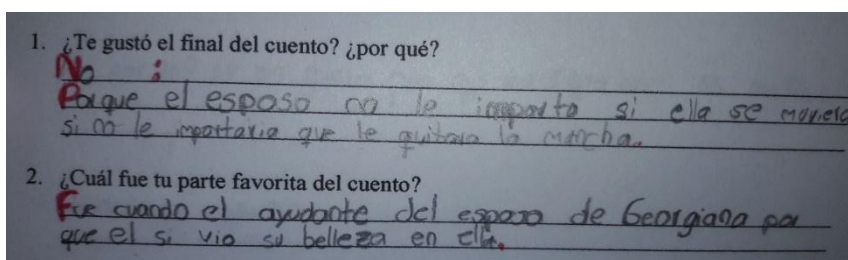 1. ¿Te gustó el final del cuento? ¿por qué?
No :
Porque el esposo no le importo si ella se moriera
si no le importaria que le quitara la mancha.
2. ¿Cuál fue tu parte favorita del cuento?
Fue cuando el ayudante del esposo de Georgiana por
que el si vio su belleza en ella.